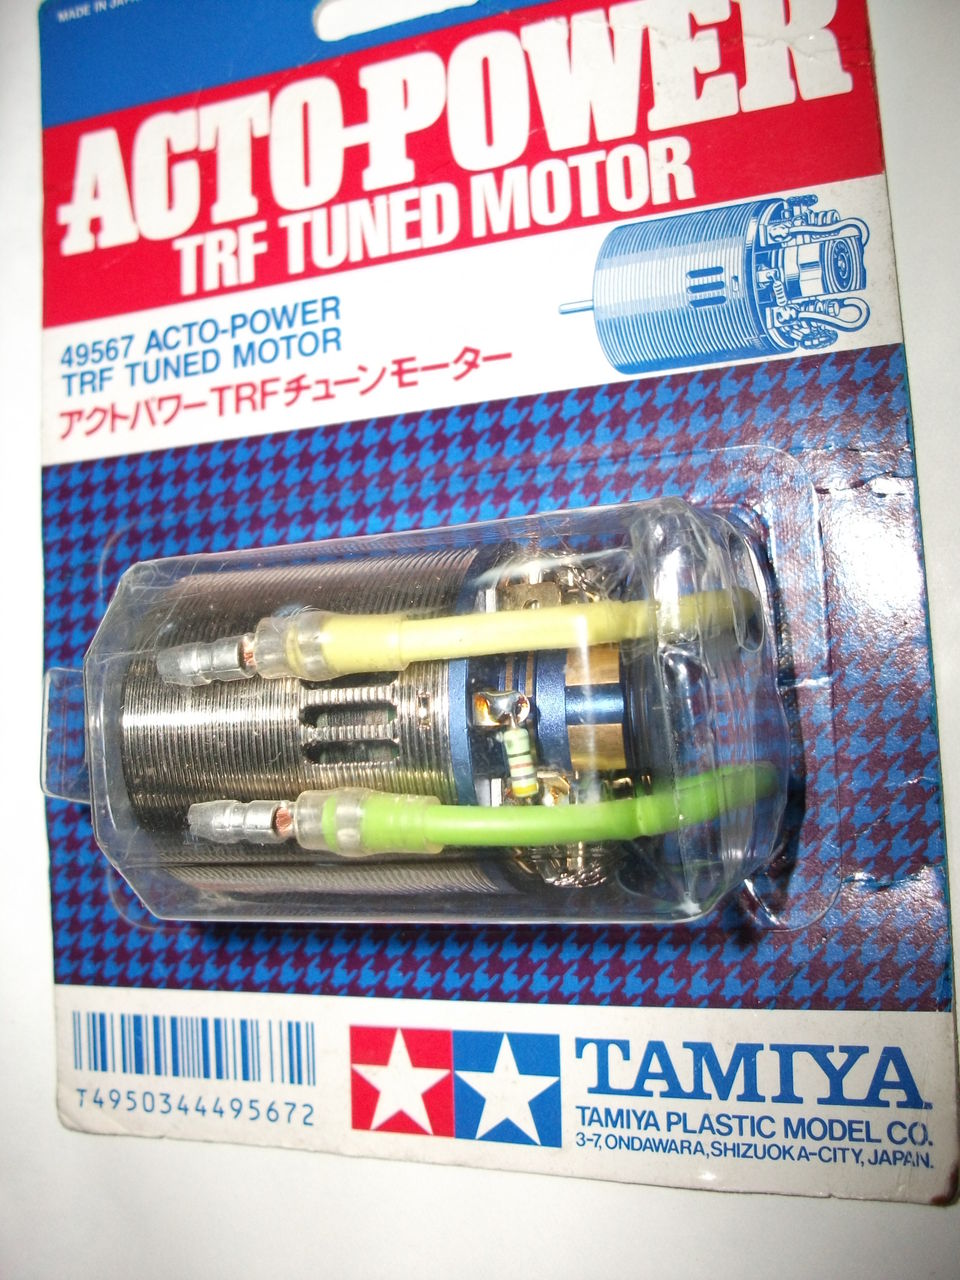 MADE IN JAPAN
ACTO-POWER
TRF TUNED MOTOR
49567 ACTO-POWER
TRF TUNED MOTOR
アクトパワーTRFチューンモーター
T4950344495672
TAMIYA
TAMIYA PLASTIC MODEL CO.
3-7, ONDAWARA, SHIZUOKA-CITY, JAPAN.